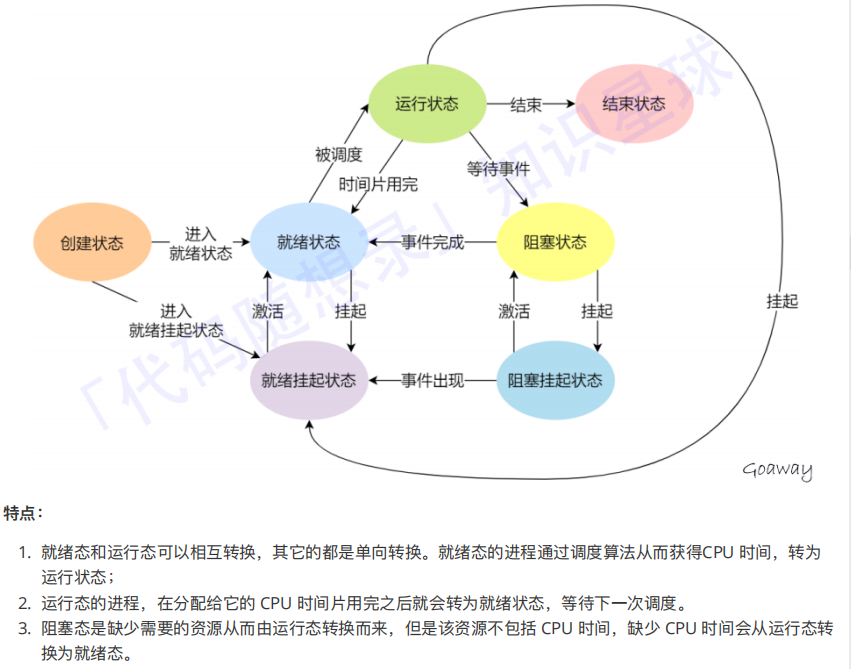 运行状态
结束
结束状态
被调度
时间片用完
等待事件
创建状态
进入
就绪状态
就绪状态
事件完成
阻塞状态
进入
就绪挂起状态
激活
挂起
激活
挂起
挂起
就绪挂起状态
事件出现
阻塞挂起状态
「代码随想录」知识星球
Goaway
特点：
1. 就绪态和运行态可以相互转换，其它的都是单向转换。就绪态的进程通过调度算法从而获得CPU 时间，转为
运行状态；
2. 运行态的进程，在分配给它的 CPU 时间片用完之后就会转为就绪状态，等待下一次调度。
3. 阻塞态是缺少需要的资源从而由运行态转换而来，但是该资源不包括 CPU 时间，缺少 CPU 时间会从运行态转
换为就绪态。